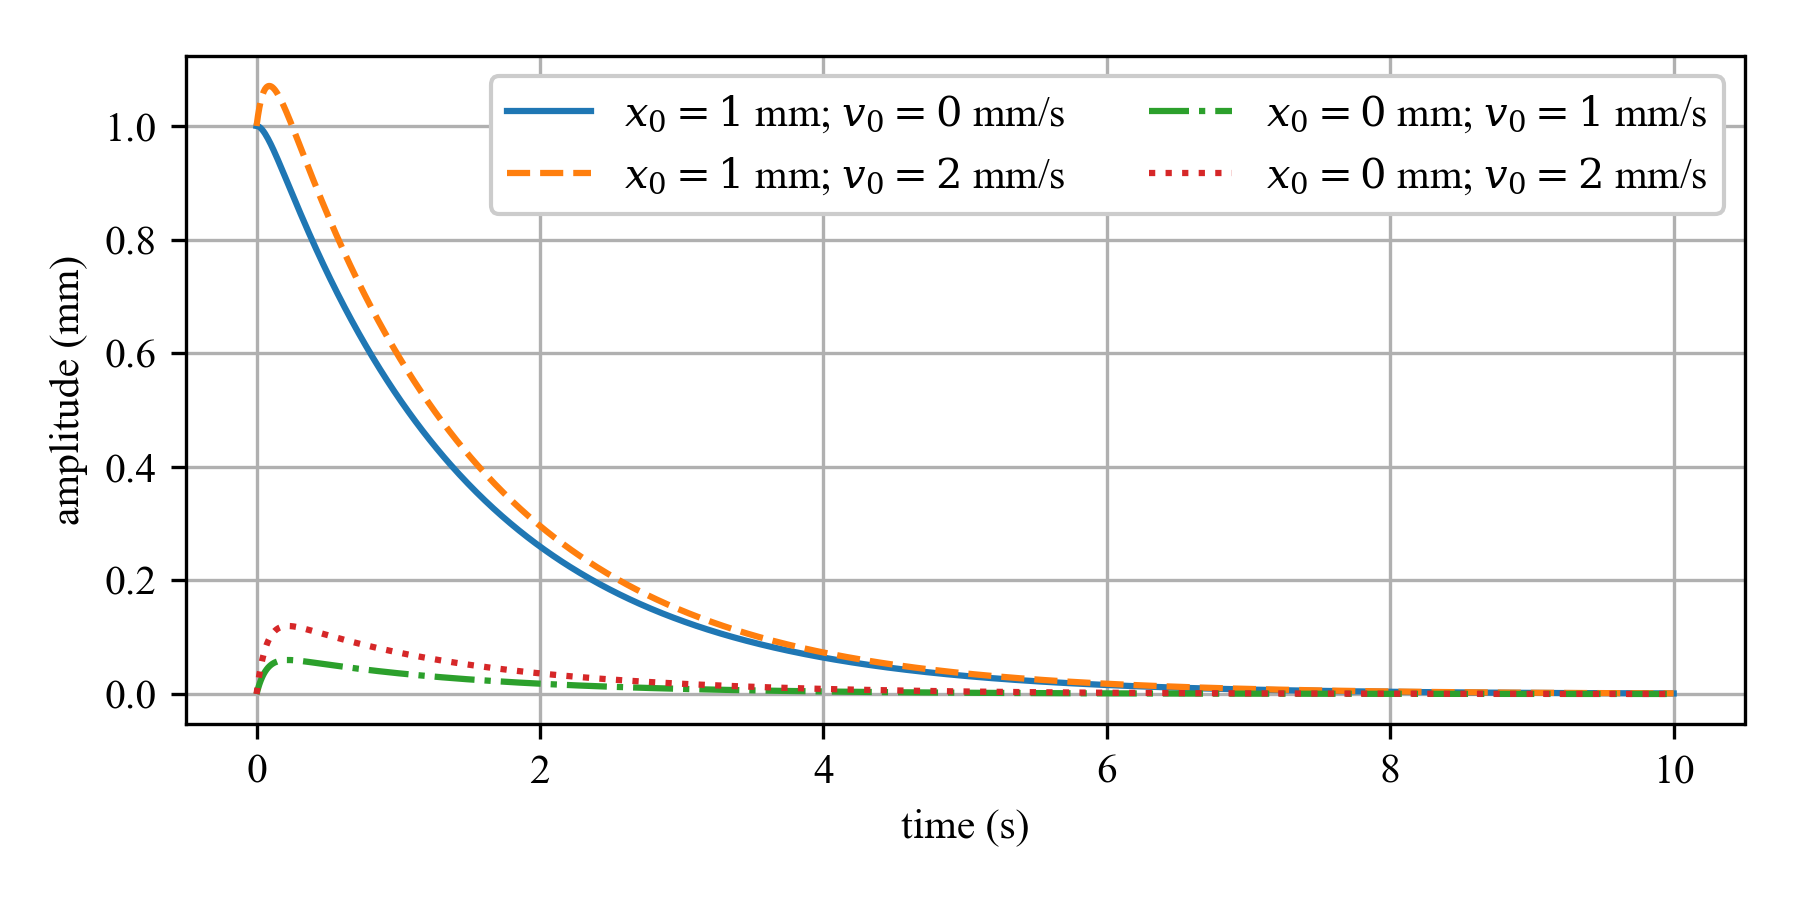 x₀ = 1 mm; v₀ = 0 mm/s
x₀ = 1 mm; v₀ = 2 mm/s
x₀ = 0 mm; v₀ = 1 mm/s
x₀ = 0 mm; v₀ = 2 mm/s
amplitude (mm)
1.0
0.8
0.6
0.4
0.2
0.0
0 2 4 6 8 10
time (s)